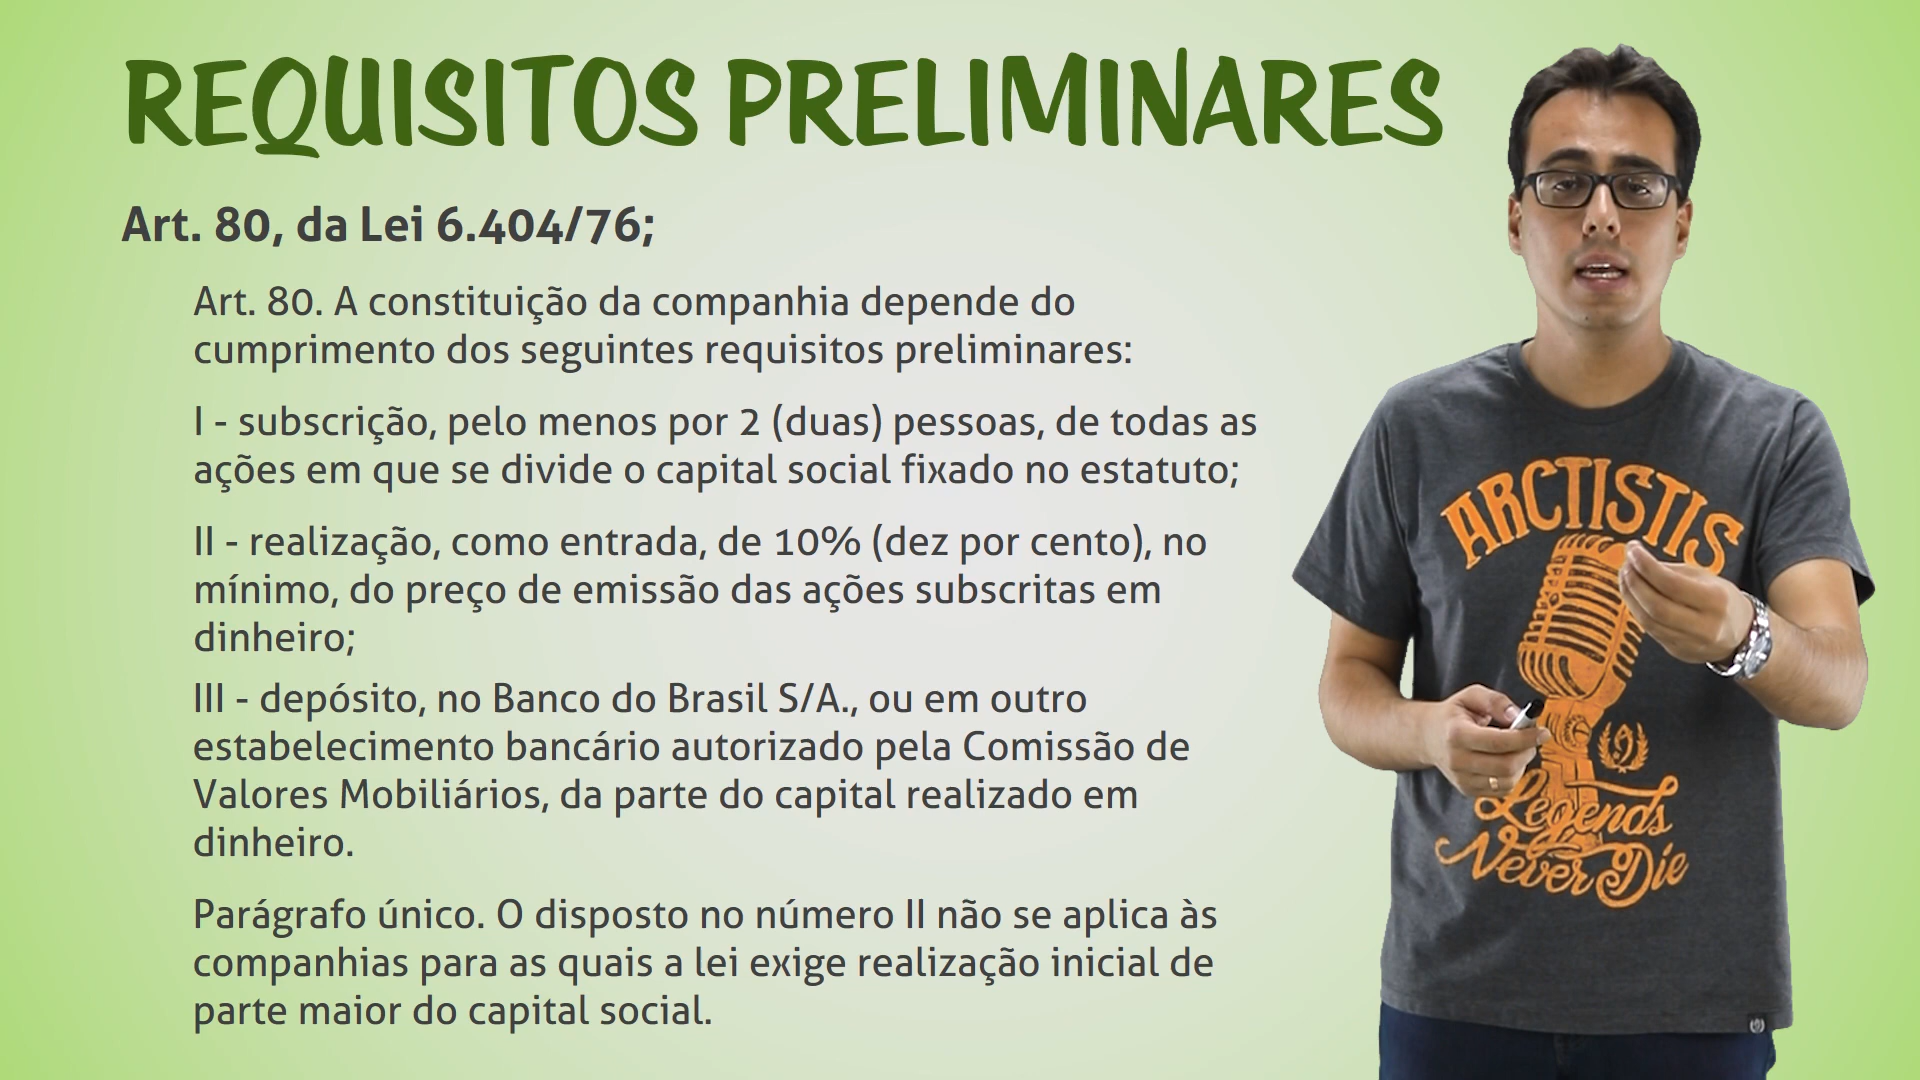 REQUISITOS PRELIMINARES
Art. 80, da Lei 6.404/76;
Art. 80. A constituição da companhia depende do
cumprimento dos seguintes requisitos preliminares:
I - subscrição, pelo menos por 2 (duas) pessoas, de todas as
ações em que se divide o capital social fixado no estatuto;
II - realização, como entrada, de 10% (dez por cento), no
mínimo, do preço de emissão das ações subscritas em
dinheiro;
III - depósito, no Banco do Brasil S/A., ou em outro
estabelecimento bancário autorizado pela Comissão de
Valores Mobiliários, da parte do capital realizado em
dinheiro.
Parágrafo único. O disposto no número II não se aplica às
companhias para as quais a lei exige realização inicial de
parte maior do capital social.
ARCTISTIS
Legends
Never Die